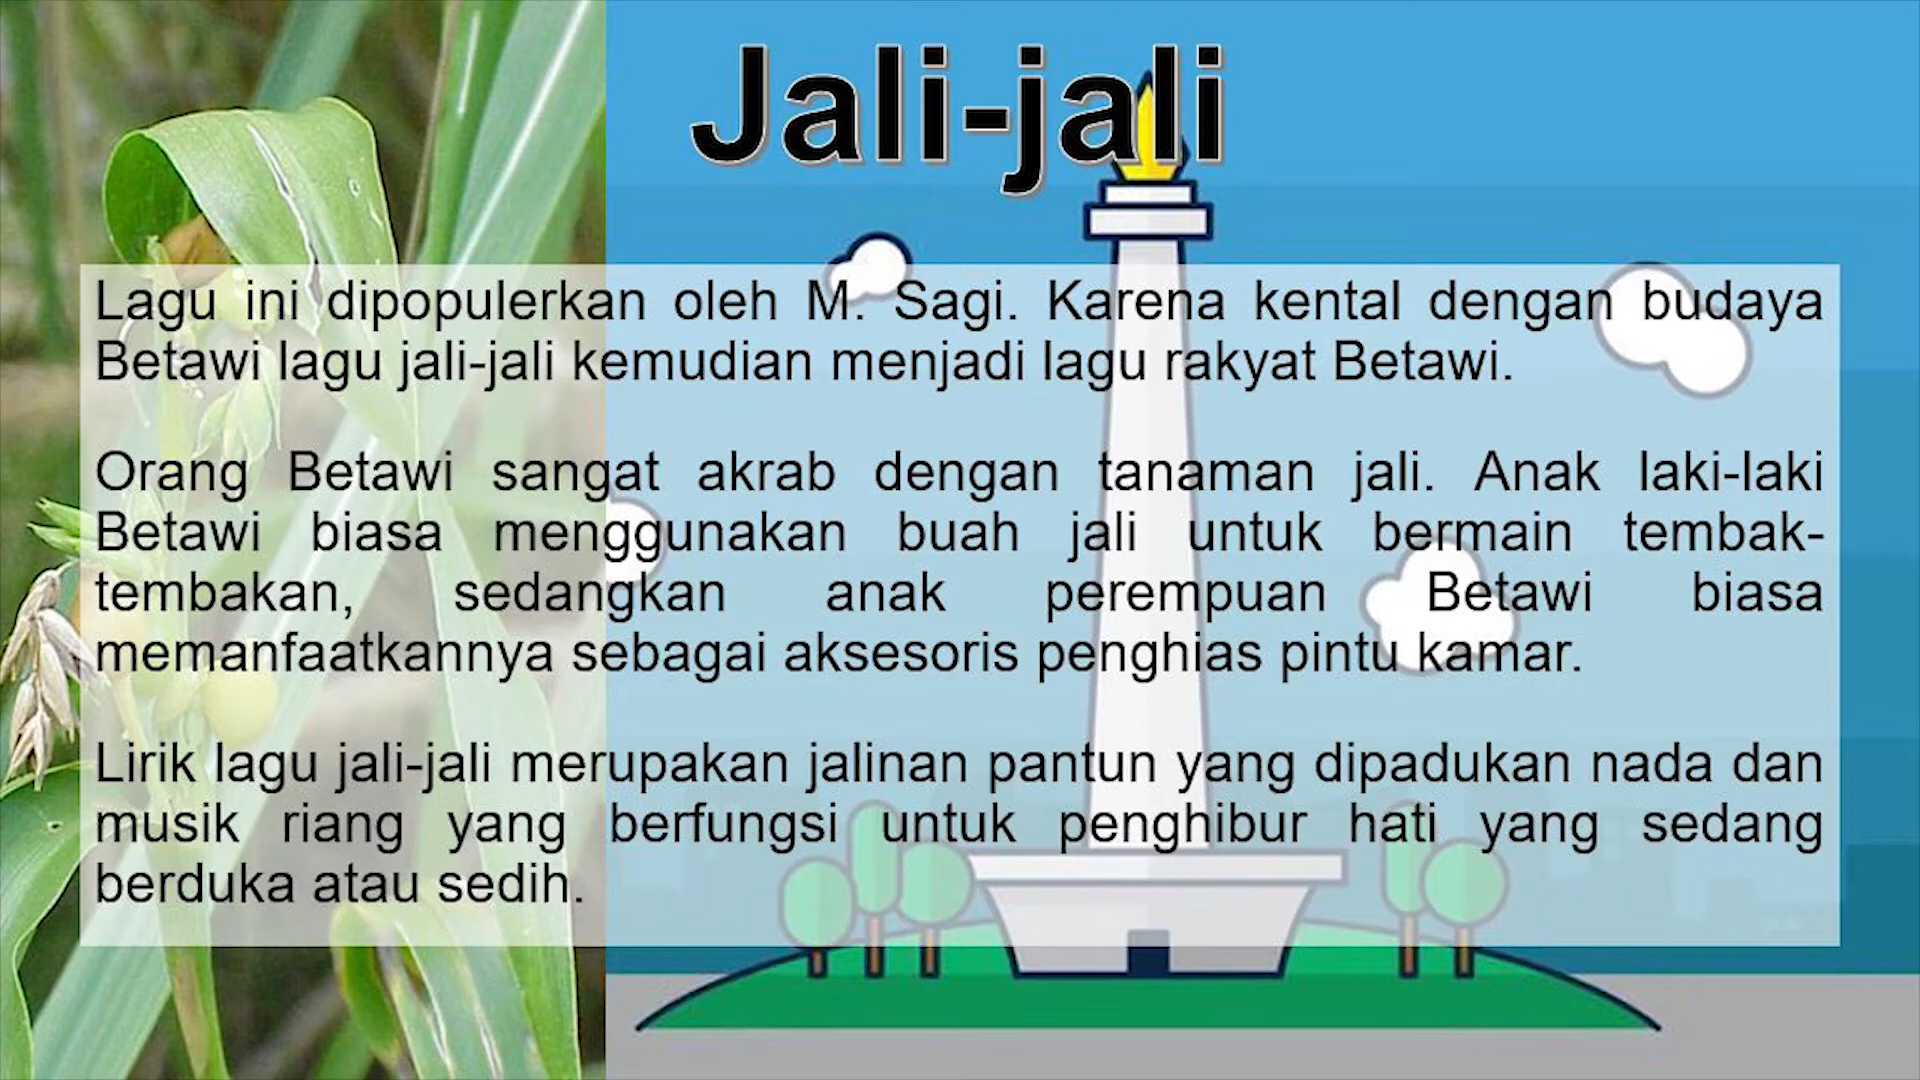 Jali-jali
Lagu ini dipopulerkan oleh M. Sagi. Karena kental dengan budaya
Betawi lagu jali-jali kemudian menjadi lagu rakyat Betawi.
Orang Betawi sangat akrab dengan tanaman jali. Anak laki-laki
Betawi biasa menggunakan buah jali untuk bermain tembak-
tembakan, sedangkan anak perempuan Betawi biasa
memanfaatkannya sebagai aksesoris penghias pintu kamar.
Lirik lagu jali-jali merupakan jalinan pantun yang dipadukan nada dan
musik riang yang berfungsi untuk penghibur hati yang sedang
berduka atau sedih.